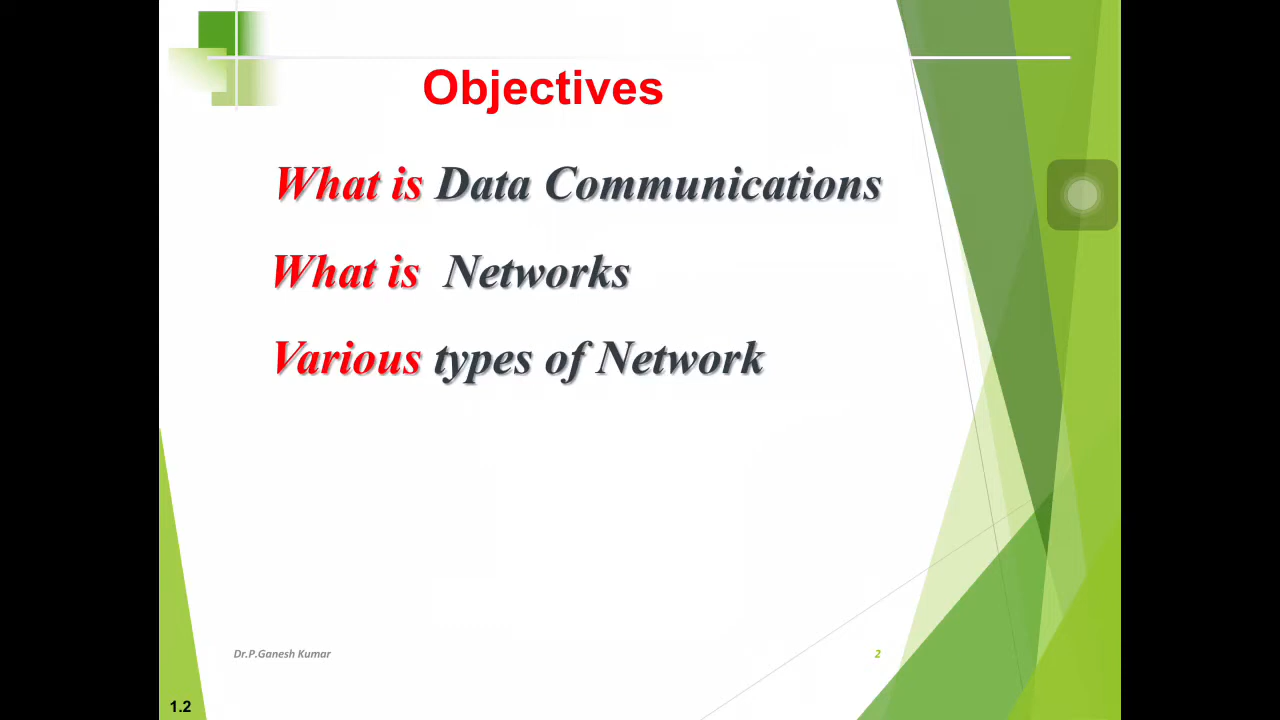 Objectives
What is Data Communications
What is Networks
Various types of Network
Dr.P.Ganesh Kumar
2
1.2